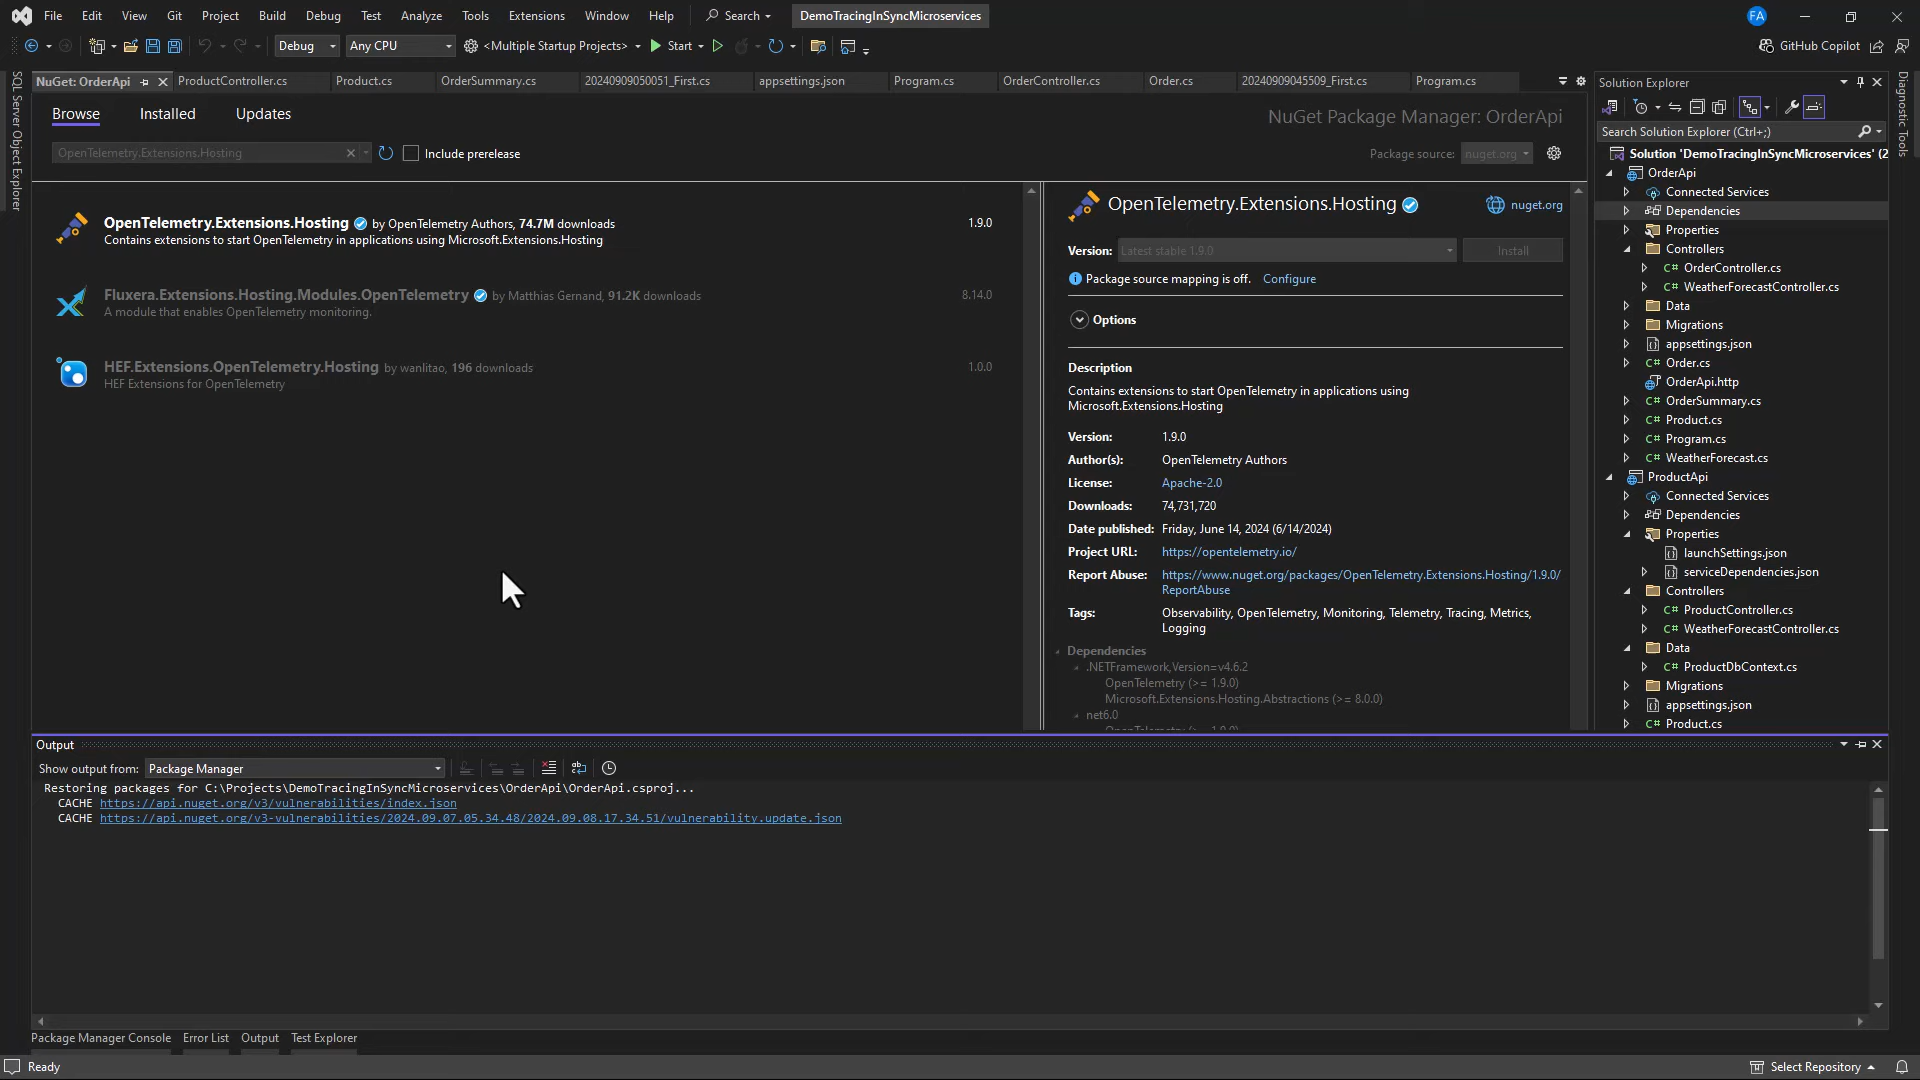 File Edit View Git Project Build Debug Test Analyze Tools Extensions Window Help Search DemoTracingInSyncMicroservices FA
Debug Any CPU <Multiple Startup Projects> Start GitHub Copilot
SQL Server Object Explorer
NuGet: OrderApi ProductController.cs Product.cs OrderSummary.cs 20240909050051_First.cs appsettings.json Program.cs OrderController.cs Order.cs 20240909045509_First.cs Program.cs
Browse Installed Updates
NuGet Package Manager: OrderApi
OpenTelemetry.Extensions.Hosting Include prerelease
Package source: nuget.org
OpenTelemetry.Extensions.Hosting by OpenTelemetry Authors, 74.7M downloads 1.9.0
Contains extensions to start OpenTelemetry in applications using Microsoft.Extensions.Hosting
Fluxera.Extensions.Hosting.Modules.OpenTelemetry by Matthias Gernand, 91.2K downloads 8.14.0
A module that enables OpenTelemetry monitoring.
HEF.Extensions.OpenTelemetry.Hosting by wanlitao, 196 downloads 1.0.0
HEF Extensions for OpenTelemetry
OpenTelemetry.Extensions.Hosting nuget.org
Version: Latest stable 1.9.0 Install
Package source mapping is off. Configure
Options
Description
Contains extensions to start OpenTelemetry in applications using
Microsoft.Extensions.Hosting
Version: 1.9.0
Author(s): OpenTelemetry Authors
License: Apache-2.0
Downloads: 74,731,720
Date published: Friday, June 14, 2024 (6/14/2024)
Project URL: https://opentelemetry.io/
Report Abuse: https://www.nuget.org/packages/OpenTelemetry.Extensions.Hosting/1.9.0/
ReportAbuse
Tags: Observability, OpenTelemetry, Monitoring, Telemetry, Tracing, Metrics,
Logging
Dependencies
.NETFramework,Version=v4.6.2
OpenTelemetry (>= 1.9.0)
Microsoft.Extensions.Hosting.Abstractions (>= 8.0.0)
net6.0
Solution Explorer
Search Solution Explorer (Ctrl+;)
Solution 'DemoTracingInSyncMicroservices' (2
OrderApi
Connected Services
Dependencies
Properties
Controllers
C# OrderController.cs
C# WeatherForecastController.cs
Data
Migrations
appsettings.json
C# Order.cs
OrderApi.http
C# OrderSummary.cs
C# Product.cs
C# Program.cs
C# WeatherForecast.cs
ProductApi
Connected Services
Dependencies
Properties
launchSettings.json
serviceDependencies.json
Controllers
C# ProductController.cs
C# WeatherForecastController.cs
Data
C# ProductDbContext.cs
Migrations
appsettings.json
C# Product.cs
Diagnostic Tools
Output
Show output from: Package Manager
Restoring packages for C:\Projects\DemoTracingInSyncMicroservices\OrderApi\OrderApi.csproj...
CACHE https://api.nuget.org/v3/vulnerabilities/index.json
CACHE https://api.nuget.org/v3-vulnerabilities/2024.09.07.05.34.48/2024.09.08.17.34.51/vulnerability.update.json
Package Manager Console Error List Output Test Explorer
Ready Select Repository